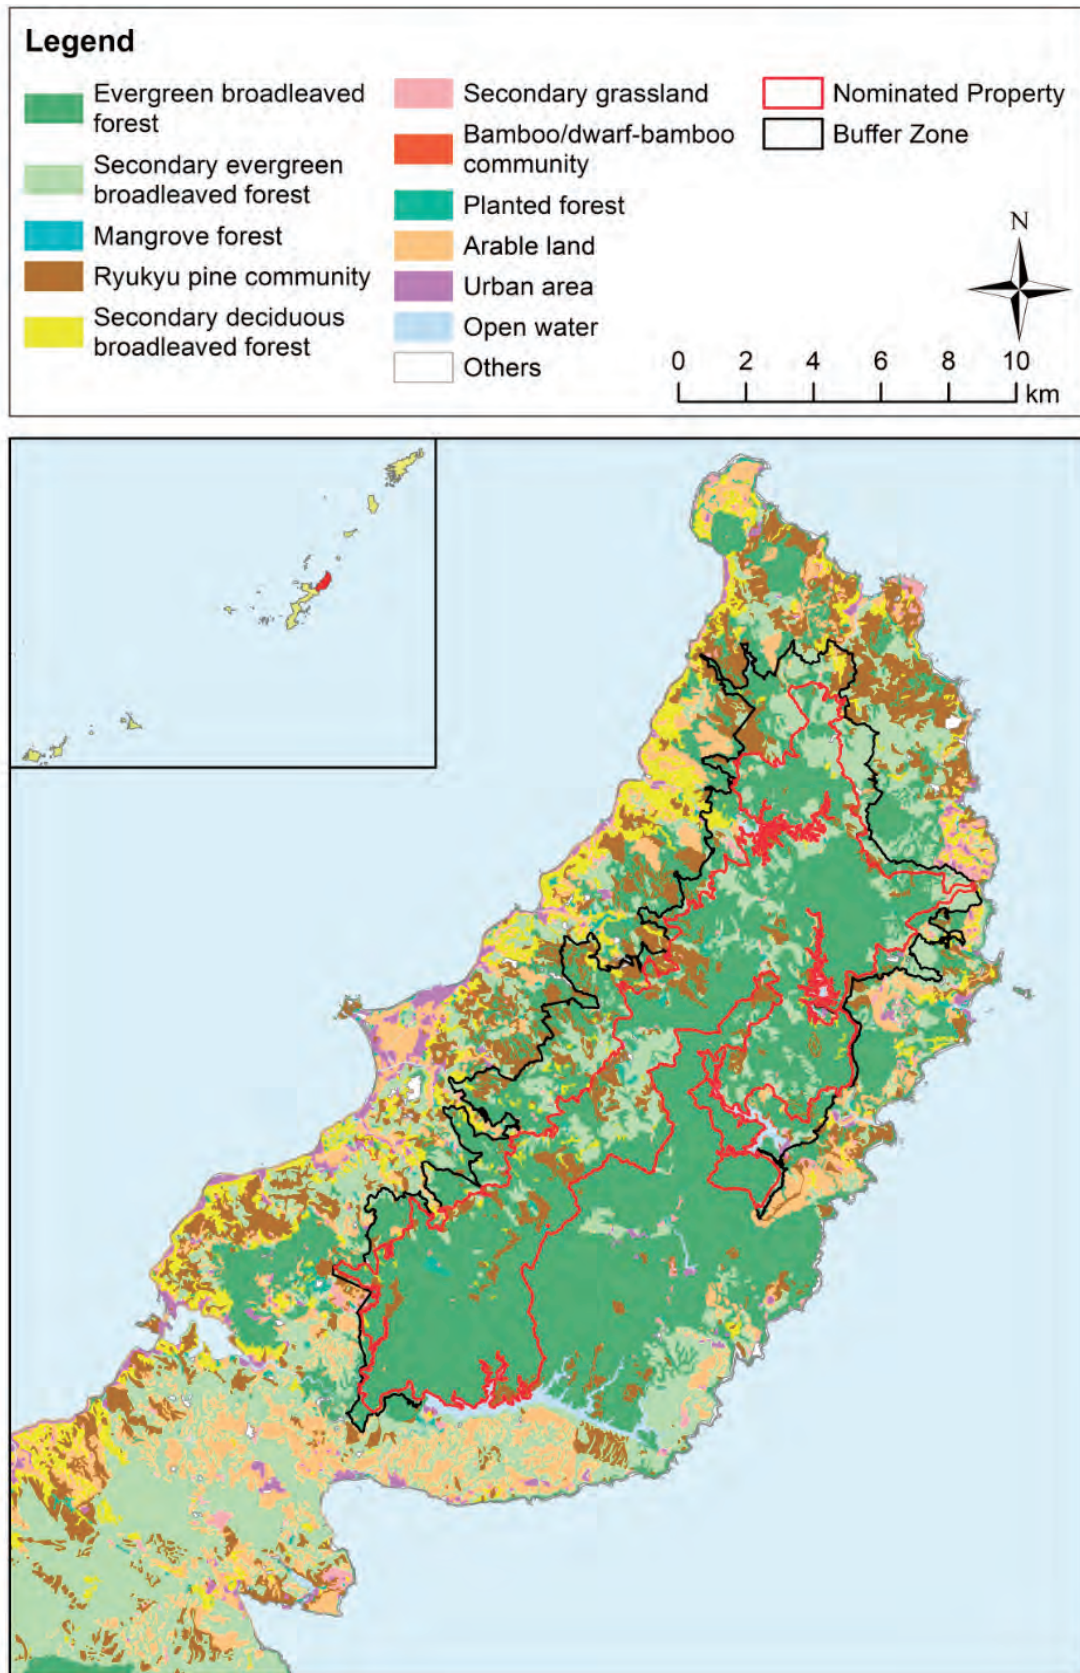 Legend
Evergreen broadleaved
forest
Secondary evergreen
broadleaved forest
Mangrove forest
Ryukyu pine community
Secondary deciduous
broadleaved forest
Secondary grassland
Bamboo/dwarf-bamboo
community
Planted forest
Arable land
Urban area
Open water
Others
Nominated Property
Buffer Zone
N
0 2 4 6 8 10
km